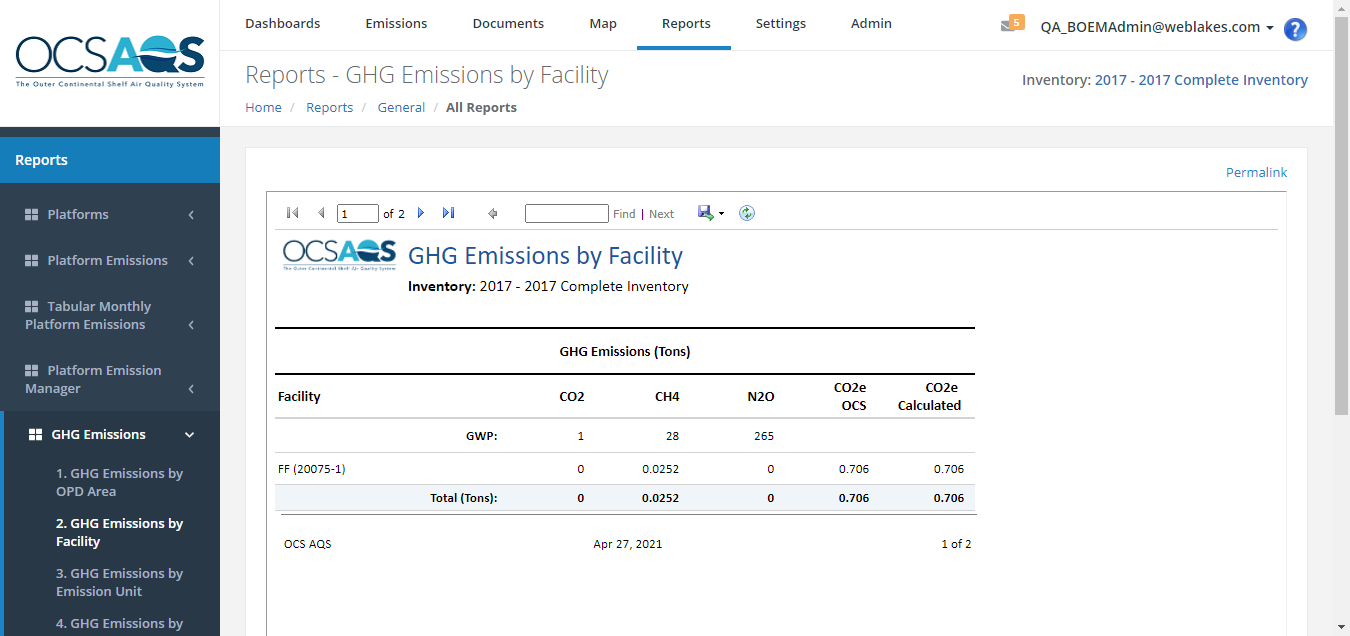 OCSAQS
The Outer Continental Shelf Air Quality System
Dashboards Emissions Documents Map Reports Settings Admin
5 QA_BOEMAdmin@weblakes.com ?
Reports - GHG Emissions by Facility
Inventory: 2017 - 2017 Complete Inventory
Home / Reports / General / All Reports
Reports
Platforms
Platform Emissions
Tabular Monthly
Platform Emissions
Platform Emission
Manager
GHG Emissions
1. GHG Emissions by
OPD Area
2. GHG Emissions by
Facility
3. GHG Emissions by
Emission Unit
4. GHG Emissions by
Permalink
1 of 2 Find | Next
OCSAQS
The Outer Continental Shelf Air Quality System
GHG Emissions by Facility
Inventory: 2017 - 2017 Complete Inventory
GHG Emissions (Tons)
Facility CO2 CH4 N2O CO2e OCS CO2e Calculated
GWP: 1 28 265
FF (20075-1) 0 0.0252 0 0.706 0.706
Total (Tons): 0 0.0252 0 0.706 0.706
OCS AQS Apr 27, 2021 1 of 2